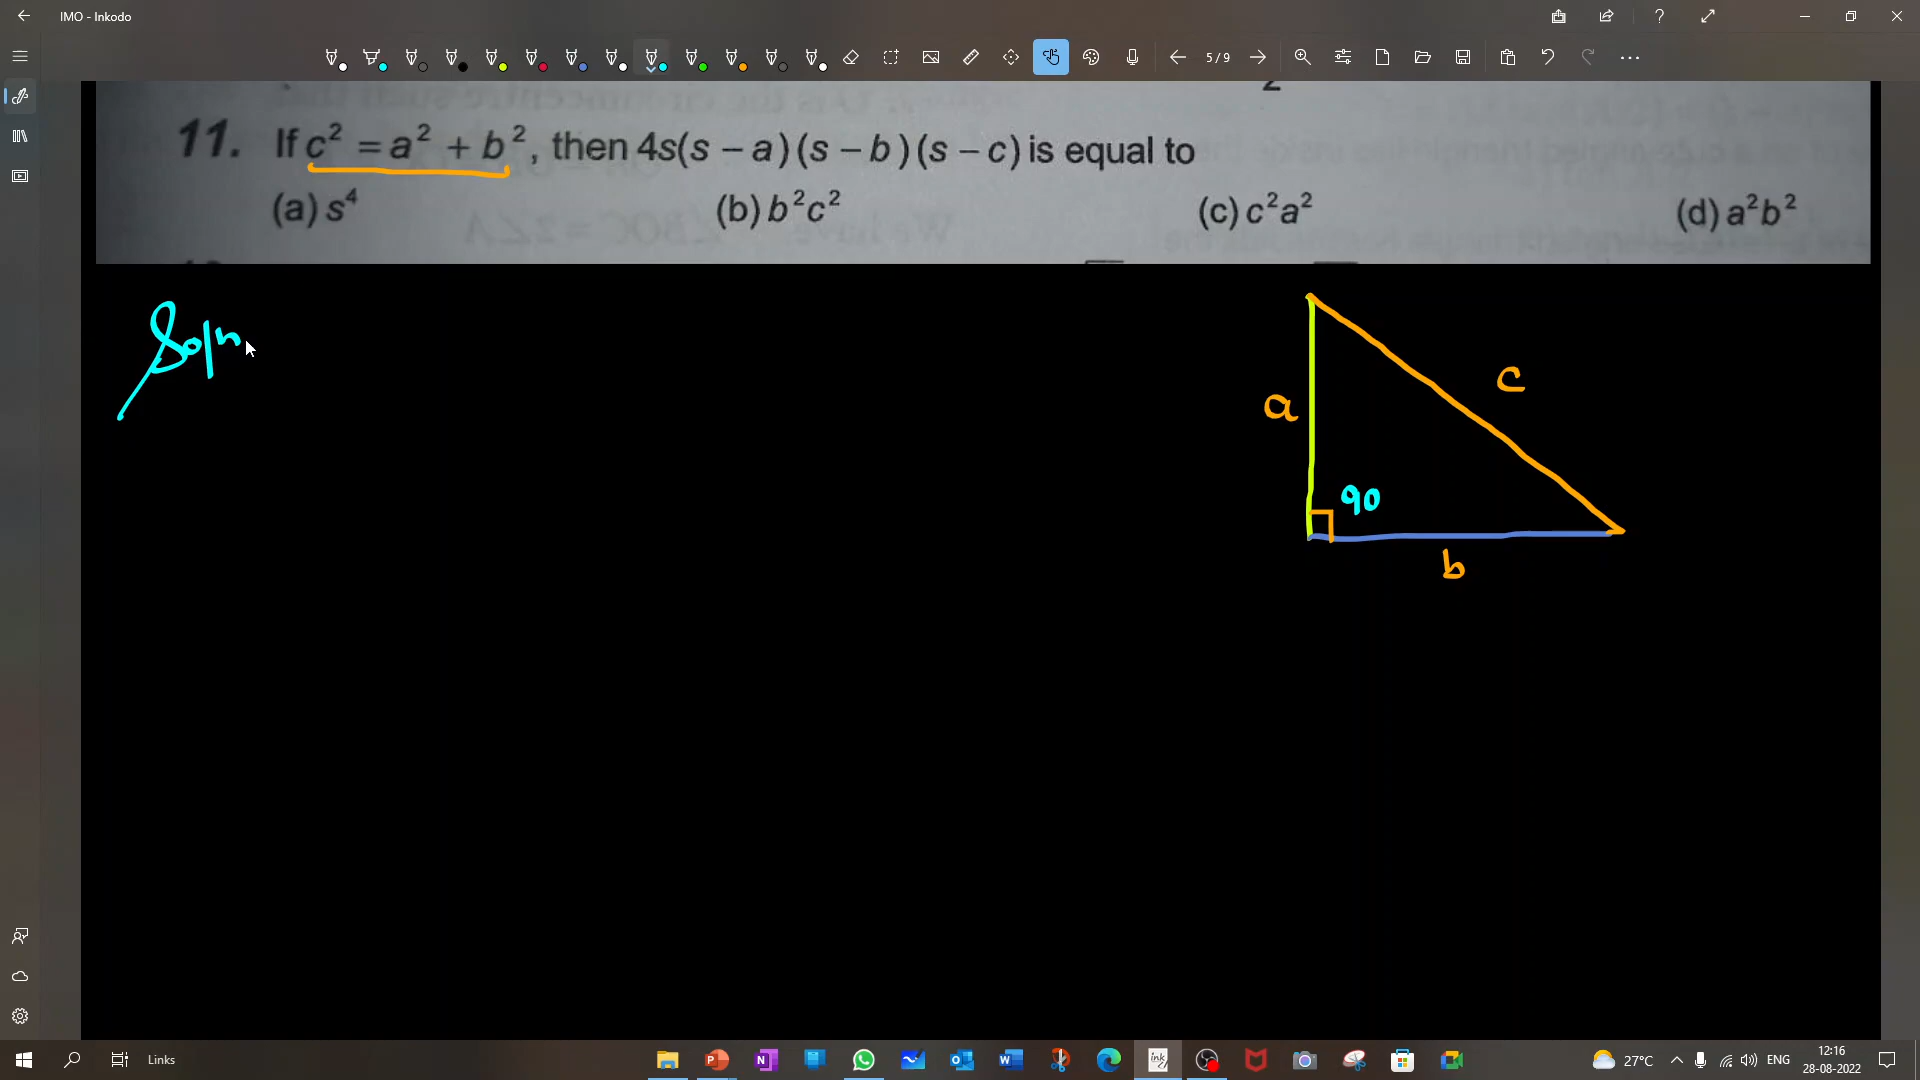 IMO - Inkodo
5/9
11. If c² = a² + b², then 4s(s – a)(s – b)(s – c) is equal to
(a) s⁴ (b) b²c² (c) c²a² (d) a²b²
Soln
c
a
90
b
Links
27°C
ENG
12:16
28-08-2022